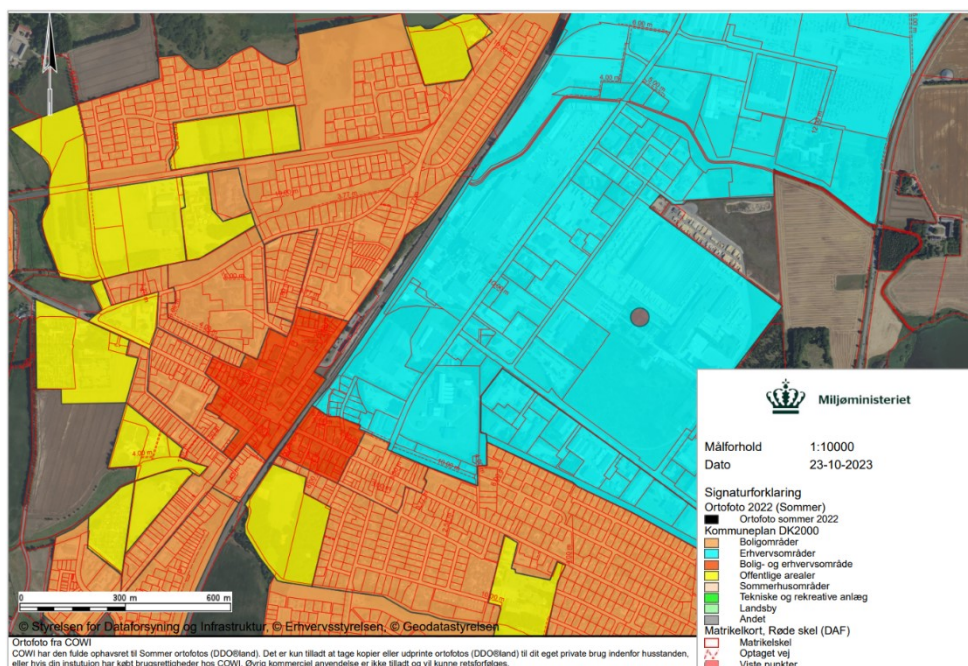 © Styrelsen for Dataforsyning og Infrastruktur, © Erhvervsstyrelsen, © Geodatastyrelsen
0 300 m 600 m
Miljøministeriet
Målforhold 1:10000
Dato 23-10-2023
Signaturforklaring
Ortofoto 2022 (Sommer)
Ortofoto sommer 2022
Kommuneplan DK2000
Boligområder
Erhvervsområder
Bolig- og erhvervsområde
Offentlige arealer
Sommerhusområder
Tekniske og rekreative anlæg
Landsby
Andet
Matrikelkort, Røde skel (DAF)
Matrikelskel
Optaget vej
Viste punkter
Ortofoto fra COWI
COWI har den fulde ophavsret til Sommer ortofotos (DDO®land). Det er kun tilladt at tage kopier eller udprinte ortofotos (DDO®land) til dit eget private brug indenfor husstanden,
eller hvis din instutuion har købt brugsrettigheder hos COWI. Øvrig kommerciel anvendelse er ikke tilladt og vil kunne retsforfølges.